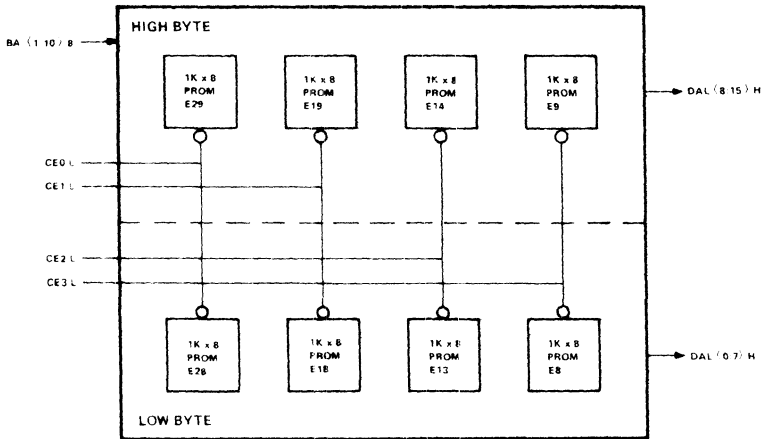 HIGH BYTE
BA (1 10) B
1K x 8
PROM
E29
1K x 8
PROM
E19
1K x 8
PROM
E14
1K x 8
PROM
E9
DAL (8 15) H
CE0 L
CE1 L
CE2 L
CE3 L
1K x 8
PROM
E28
1K x 8
PROM
E18
1K x 8
PROM
E13
1K x 8
PROM
E8
DAL (0 7) H
LOW BYTE